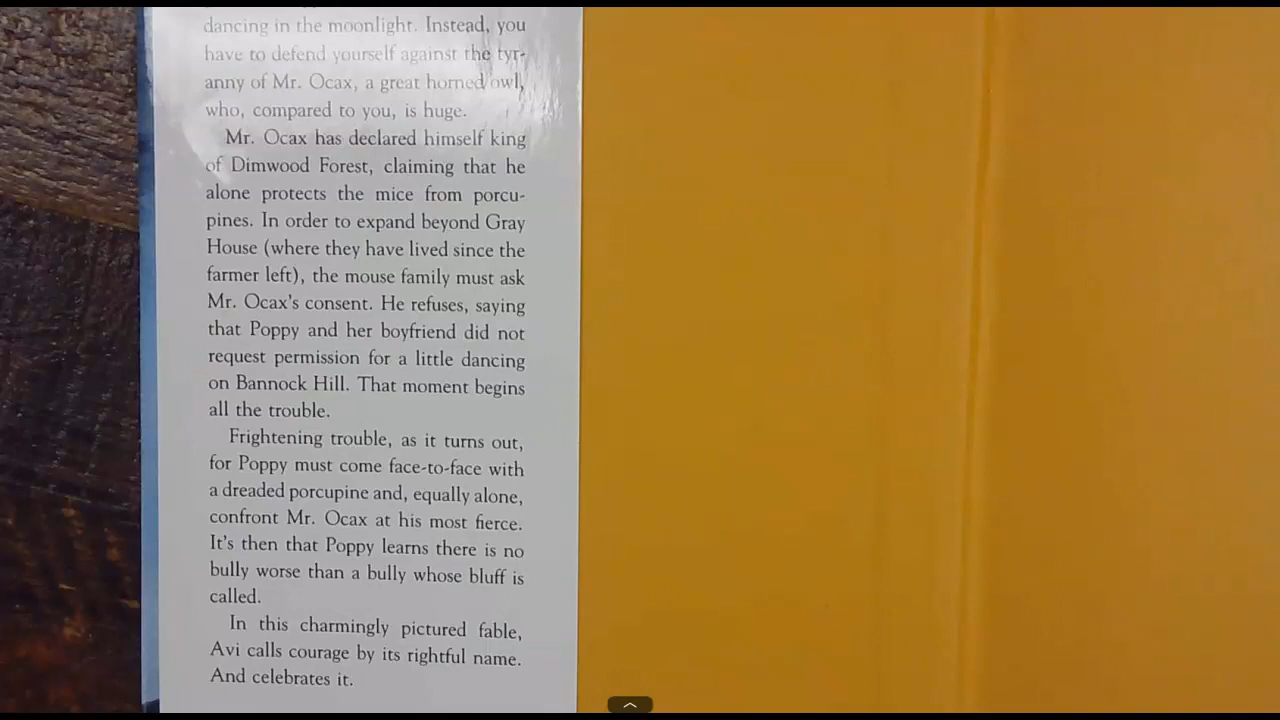 dancing in the moonlight. Instead, you
have to defend yourself against the tyr-
anny of Mr. Ocax, a great horned owl,
who, compared to you, is huge.
Mr. Ocax has declared himself king
of Dimwood Forest, claiming that he
alone protects the mice from porcu-
pines. In order to expand beyond Gray
House (where they have lived since the
farmer left), the mouse family must ask
Mr. Ocax's consent. He refuses, saying
that Poppy and her boyfriend did not
request permission for a little dancing
on Bannock Hill. That moment begins
all the trouble.
Frightening trouble, as it turns out,
for Poppy must come face-to-face with
a dreaded porcupine and, equally alone,
confront Mr. Ocax at his most fierce.
It's then that Poppy learns there is no
bully worse than a bully whose bluff is
called.
In this charmingly pictured fable,
Avi calls courage by its rightful name.
And celebrates it.